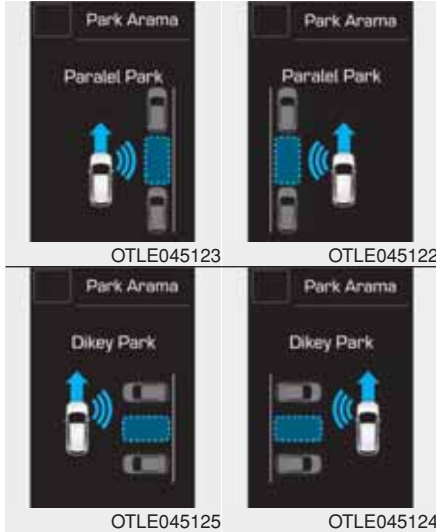 Park Arama
Paralel Park
OTLE045123
Park Arama
Paralel Park
OTLE045122
Park Arama
Dikey Park
OTLE045125
Park Arama
Dikey Park
OTLE045124